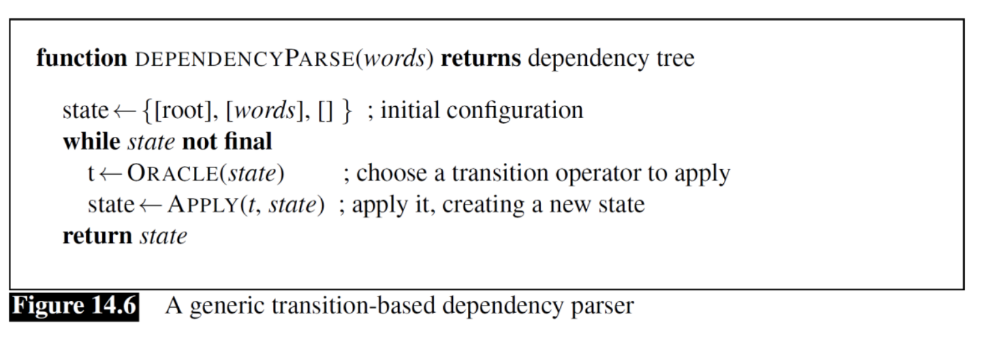 function DEPENDENCYPARSE(words) returns dependency tree
state ← {[root], [words], [] } ; initial configuration
while state not final
t ← ORACLE(state) ; choose a transition operator to apply
state ← APPLY(t, state) ; apply it, creating a new state
return state
Figure 14.6 A generic transition-based dependency parser